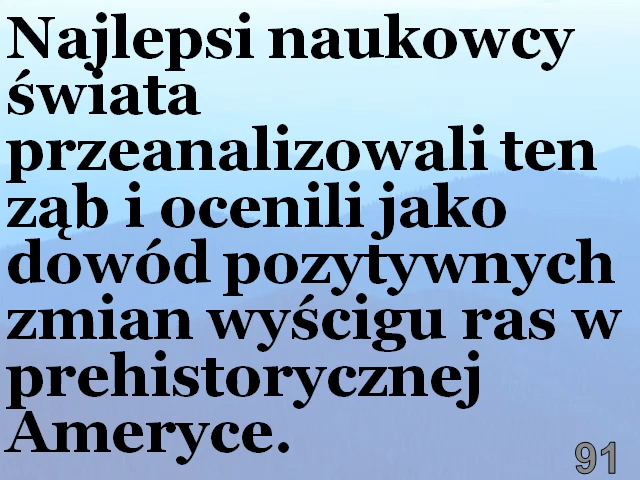 Najlepsi naukowcy
świata
przeanalizowali ten
ząb i ocenili jako
dowód pozytywnych
zmian wyścigu ras w
prehistorycznej
Ameryce.
91